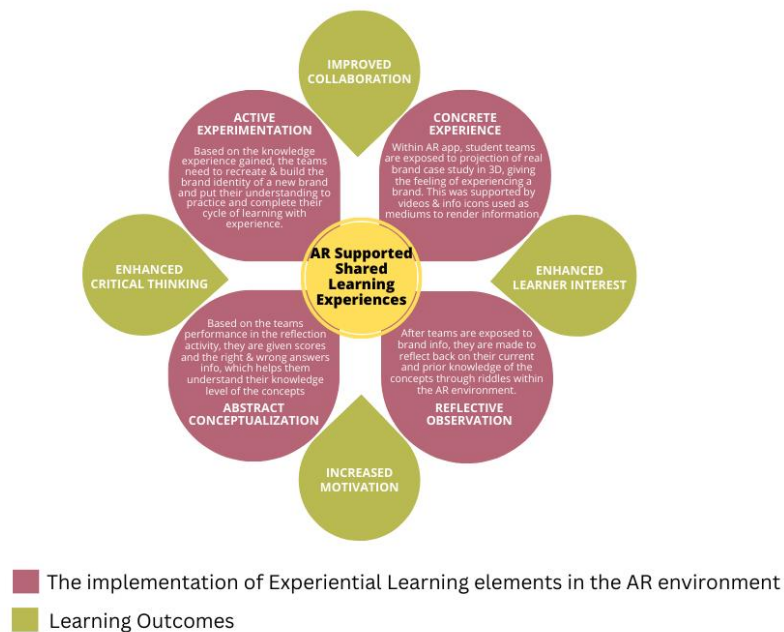 IMPROVED
COLLABORATION
ACTIVE
EXPERIMENTATION
Based on the knowledge
experience gained, the teams
need to recreate & build
the brand identity of a new brand
and put their understanding to
practice and complete their
cycle of learning with
experience.
CONCRETE
EXPERIENCE
Within AR app, student teams
are exposed to projection of real
brand case study in 3D, giving
the feeling of experiencing a
brand. This was supported by
videos & info icons used as
mediums to render information.
ENHANCED
CRITICAL THINKING
AR Supported
Shared
Learning
Experiences
ENHANCED
LEARNER INTEREST
Based on the teams
performance in the reflection
activity, they are given scores
and the right & wrong answers
info, which helps them
understand their knowledge
level of the concepts
ABSTRACT
CONCEPTUALIZATION
After teams are exposed to
brand info, they are made to
reflect back on their current
and prior knowledge of the
concepts through riddles within
the AR environment.
REFLECTIVE
OBSERVATION
INCREASED
MOTIVATION
The implementation of Experiential Learning elements in the AR environment
Learning Outcomes